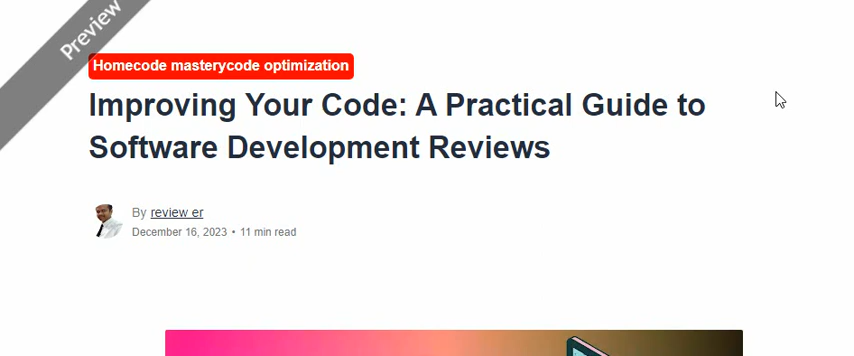 Preview
Homecode masterycode optimization
Improving Your Code: A Practical Guide to
Software Development Reviews
By review er
December 16, 2023 • 11 min read